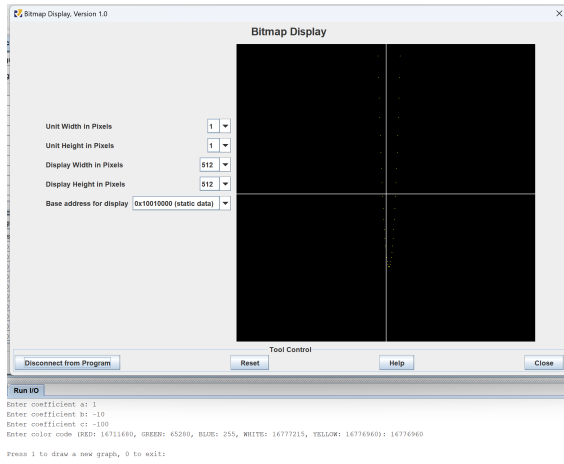 Bitmap Display, Version 1.0
Bitmap Display
Unit Width in Pixels 1
Unit Height in Pixels 1
Display Width in Pixels 512
Display Height in Pixels 512
Base address for display 0x10010000 (static data)
Tool Control
Disconnect from Program Reset Help Close
Run I/O
Enter coefficient a: 1
Enter coefficient b: -10
Enter coefficient c: -100
Enter color code (RED: 16711680, GREEN: 65280, BLUE: 255, WHITE: 16777215, YELLOW: 16776960): 16776960
Press 1 to draw a new graph, 0 to exit: